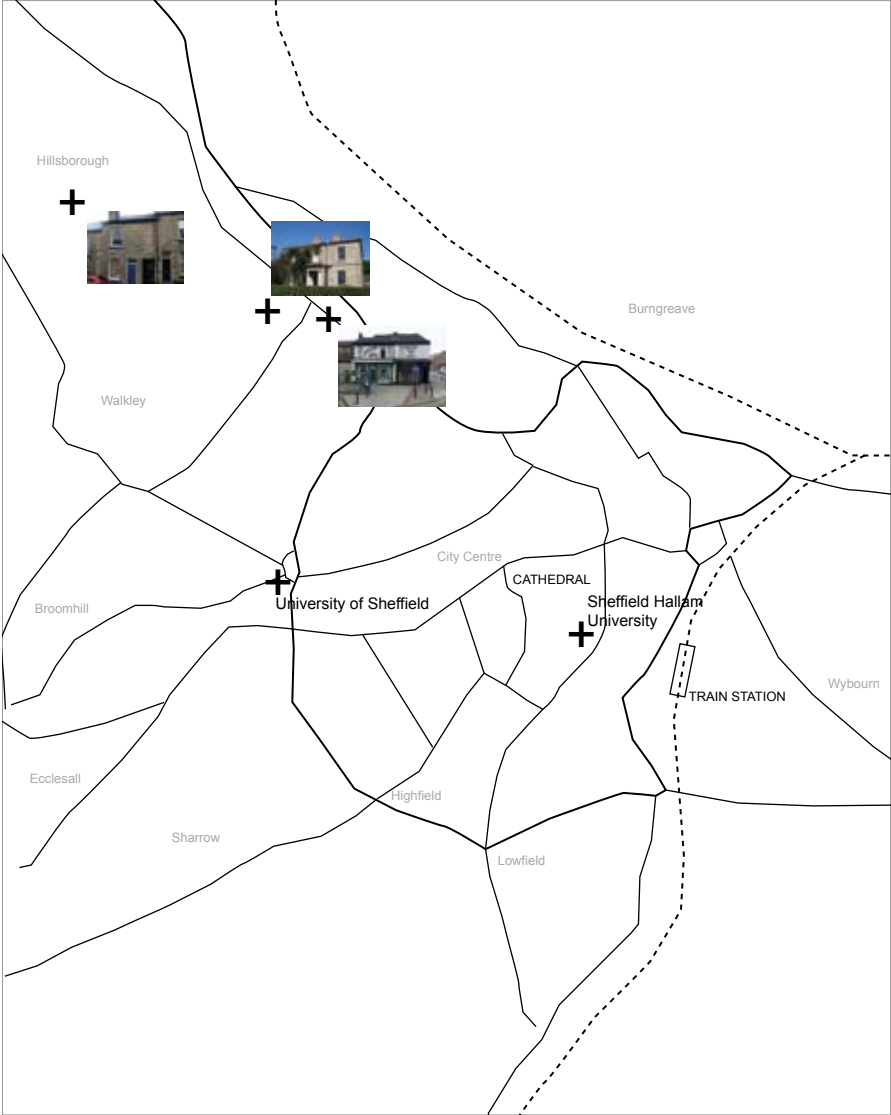 Hillsborough
Burngreave
Walkley
City Centre
CATHEDRAL
Sheffield Hallam
University
University of Sheffield
Broomhill
Wybourn
TRAIN STATION
Ecclesall
Highfield
Sharrow
Lowfield